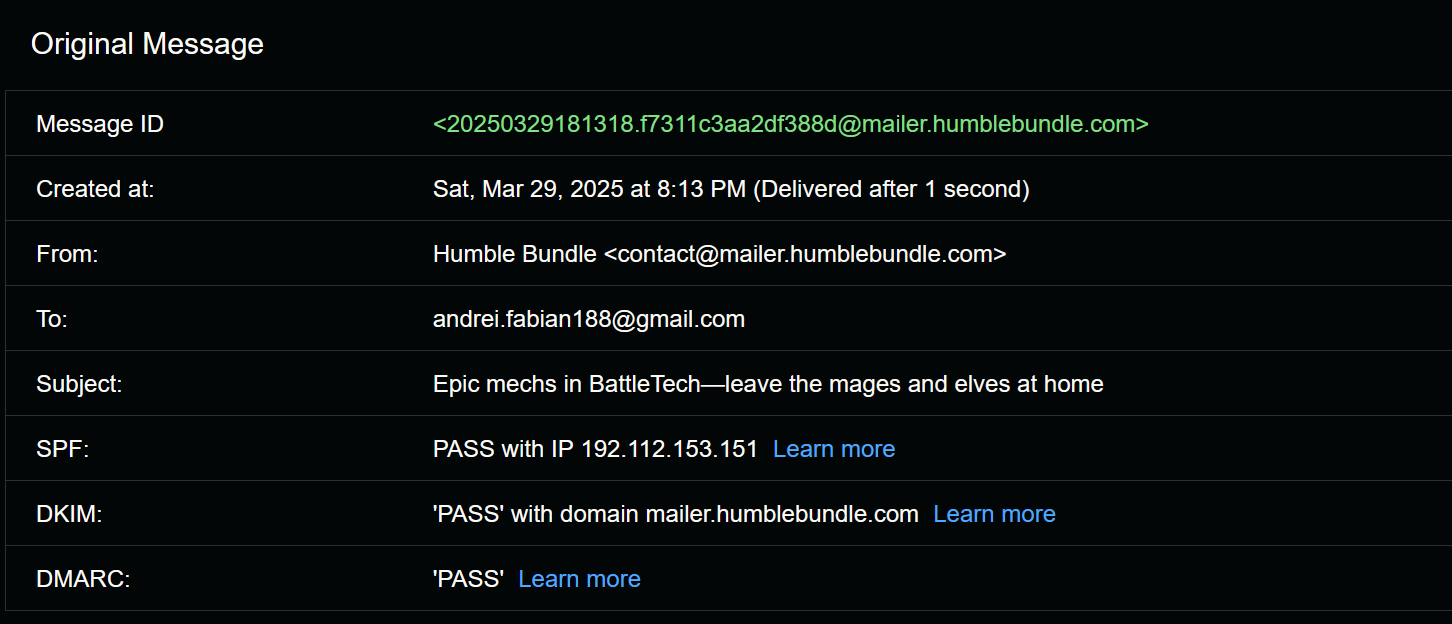 Original Message
Message ID <20250329181318.f7311c3aa2df388d@mailer.humblebundle.com>
Created at: Sat, Mar 29, 2025 at 8:13 PM (Delivered after 1 second)
From: Humble Bundle <contact@mailer.humblebundle.com>
To: andrei.fabian188@gmail.com
Subject: Epic mechs in BattleTech—leave the mages and elves at home
SPF: PASS with IP 192.112.153.151 Learn more
DKIM: 'PASS' with domain mailer.humblebundle.com Learn more
DMARC: 'PASS' Learn more